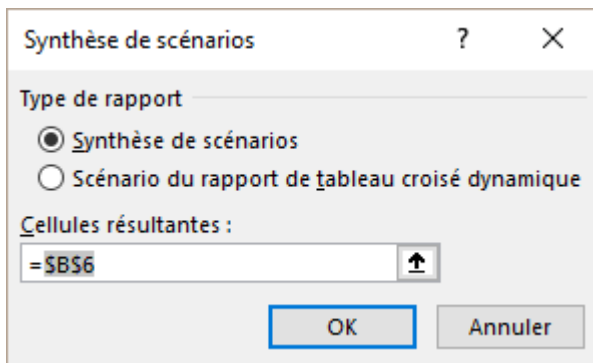 Synthèse de scénarios ?
Type de rapport
Synthèse de scénarios
Scénario du rapport de tableau croisé dynamique
Cellules résultantes :
=$B$6
OK Annuler